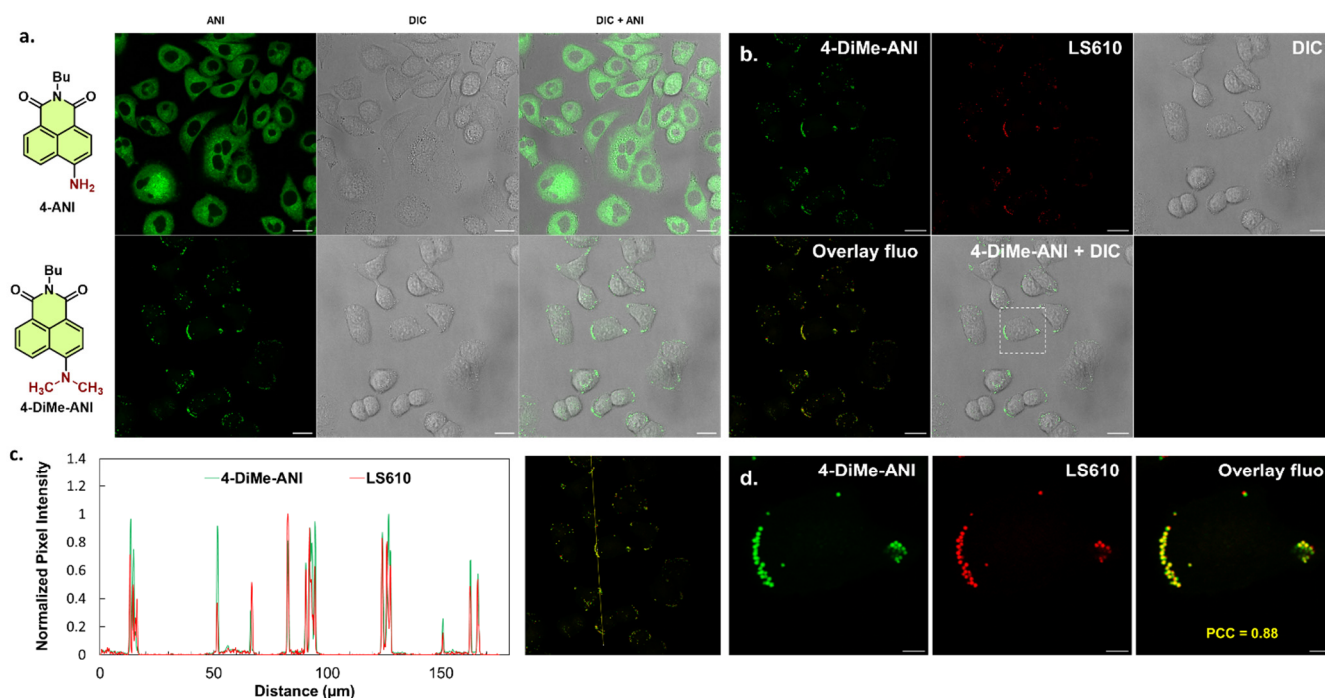 a.
ANI
DIC
DIC + ANI
Bu
O
N
O
NH2
4-ANI
Bu
O
N
O
N
H3C
CH3
4-DiMe-ANI
b.
4-DiMe-ANI
LS610
DIC
Overlay fluo
4-DiMe-ANI + DIC
c.
Normalized Pixel Intensity
1.4
1.2
1
0.8
0.6
0.4
0.2
0
4-DiMe-ANI
LS610
0
50
100
150
Distance (µm)
d.
4-DiMe-ANI
LS610
Overlay fluo
PCC = 0.88